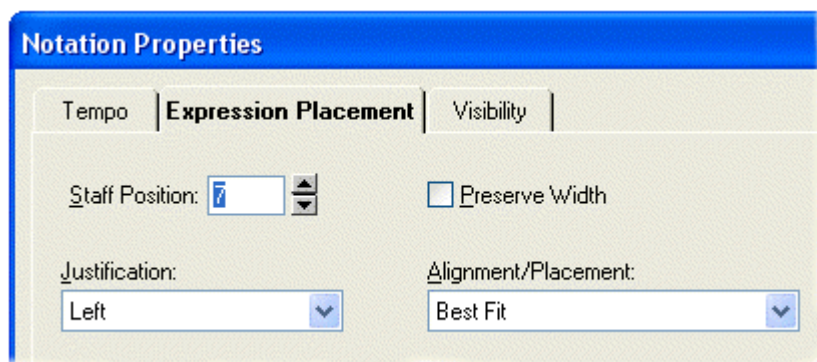 Notation Properties
Tempo Expression Placement Visibility
Staff Position: 7 Preserve Width
Justification: Alignment/Placement:
Left Best Fit